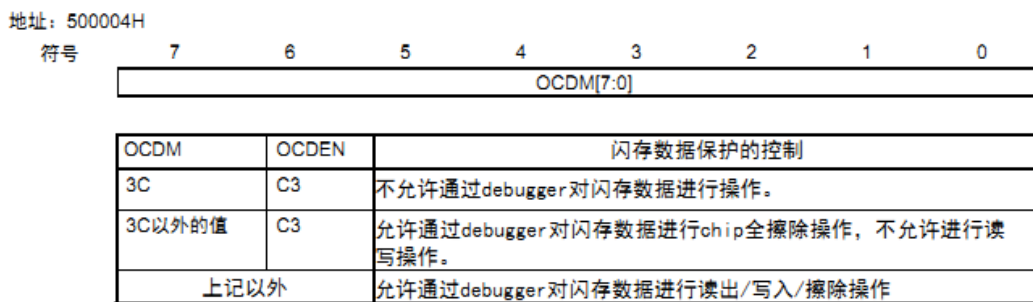 地址：500004H
符号 7 6 5 4 3 2 1 0
OCDM[7:0]
OCDM OCDEN 闪存数据保护的控制
3C C3 不允许通过debugger对闪存数据进行操作。
3C以外的值 C3 允许通过debugger对闪存数据进行chip全擦除操作，不允许进行读
写操作。
上记以外 允许通过debugger对闪存数据进行读出/写入/擦除操作